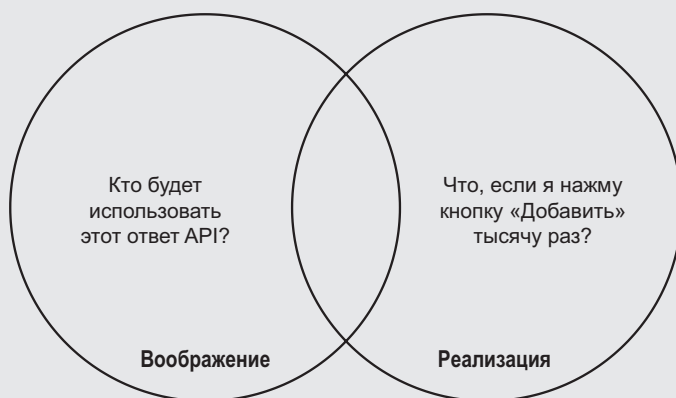 Кто будет
использовать
этот ответ API?
Что, если я нажму
кнопку «Добавить»
тысячу раз?
Воображение
Реализация